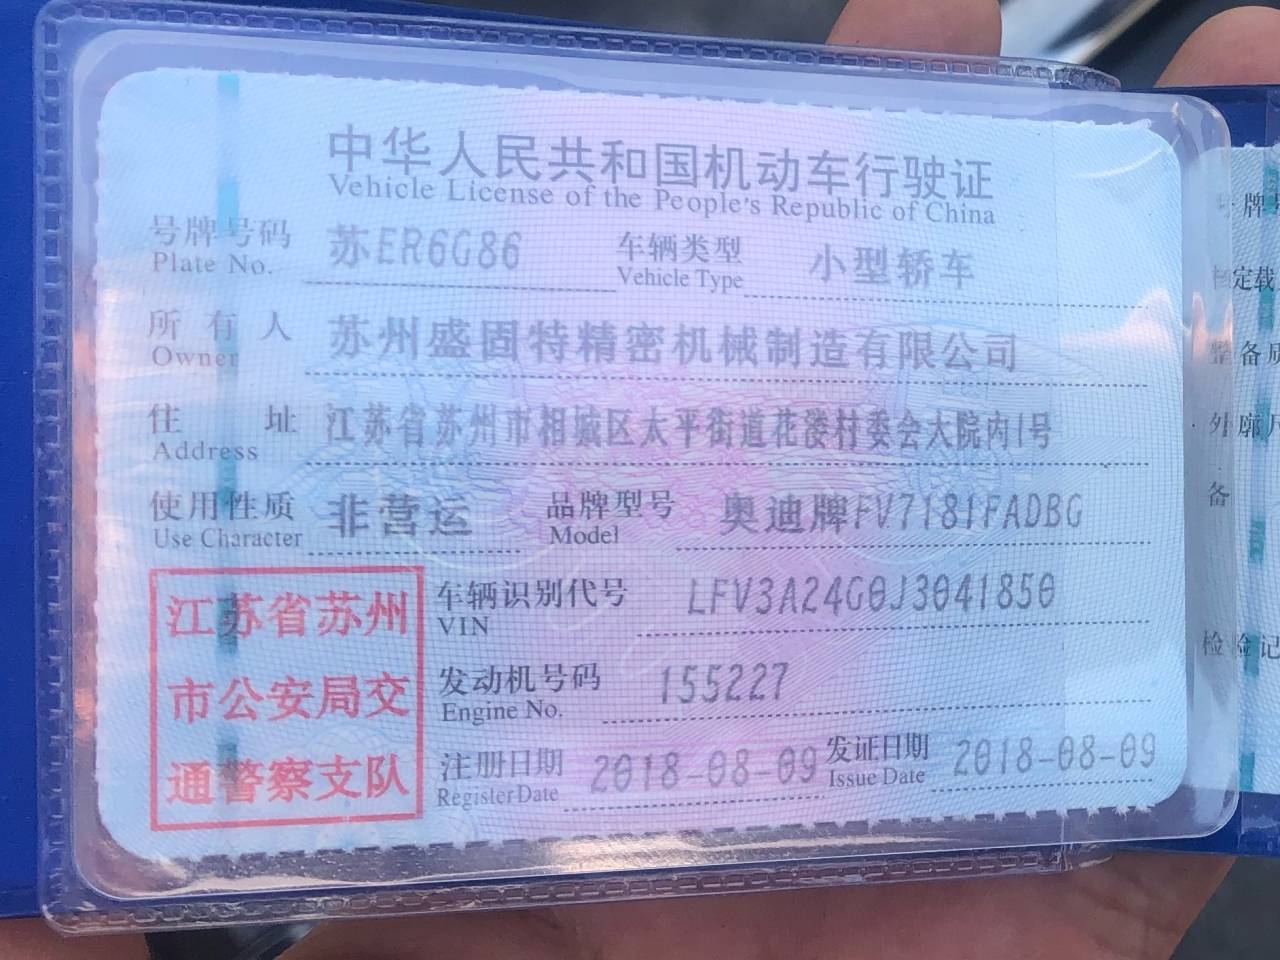 中华人民共和国机动车行驶证
Vehicle License of the People's Republic of China
号牌号码 苏ER6G86 车辆类型 小型轿车
Plate No. Vehicle Type
所有人 苏州盛固特精密机械制造有限公司
Owner
住址 江苏省苏州市相城区太平街道花溇村委会大院内1号
Address
使用性质 非营运 品牌型号 奥迪牌FV7181FADBG
Use Character Model
江苏省苏州
市公安局交
通警察支队
车辆识别代号 LFV3A24G0J3041850
VIN
发动机号码 155227
Engine No.
注册日期 2018-08-09 发证日期 2018-08-09
Register Date Issue Date
号牌
核定载
整备质
外廓尺
备
检验记